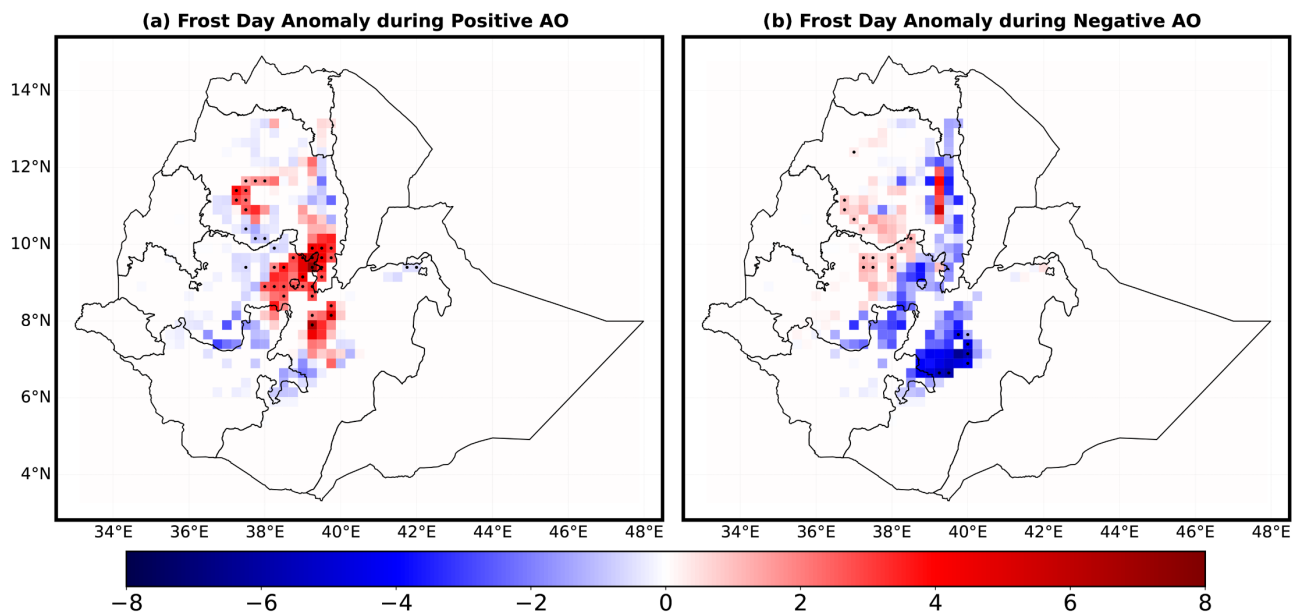 (a) Frost Day Anomaly during Positive AO
(b) Frost Day Anomaly during Negative AO
14°N
12°N
10°N
8°N
6°N
4°N
34°E 36°E 38°E 40°E 42°E 44°E 46°E 48°E
34°E 36°E 38°E 40°E 42°E 44°E 46°E 48°E
−8 −6 −4 −2 0 2 4 6 8